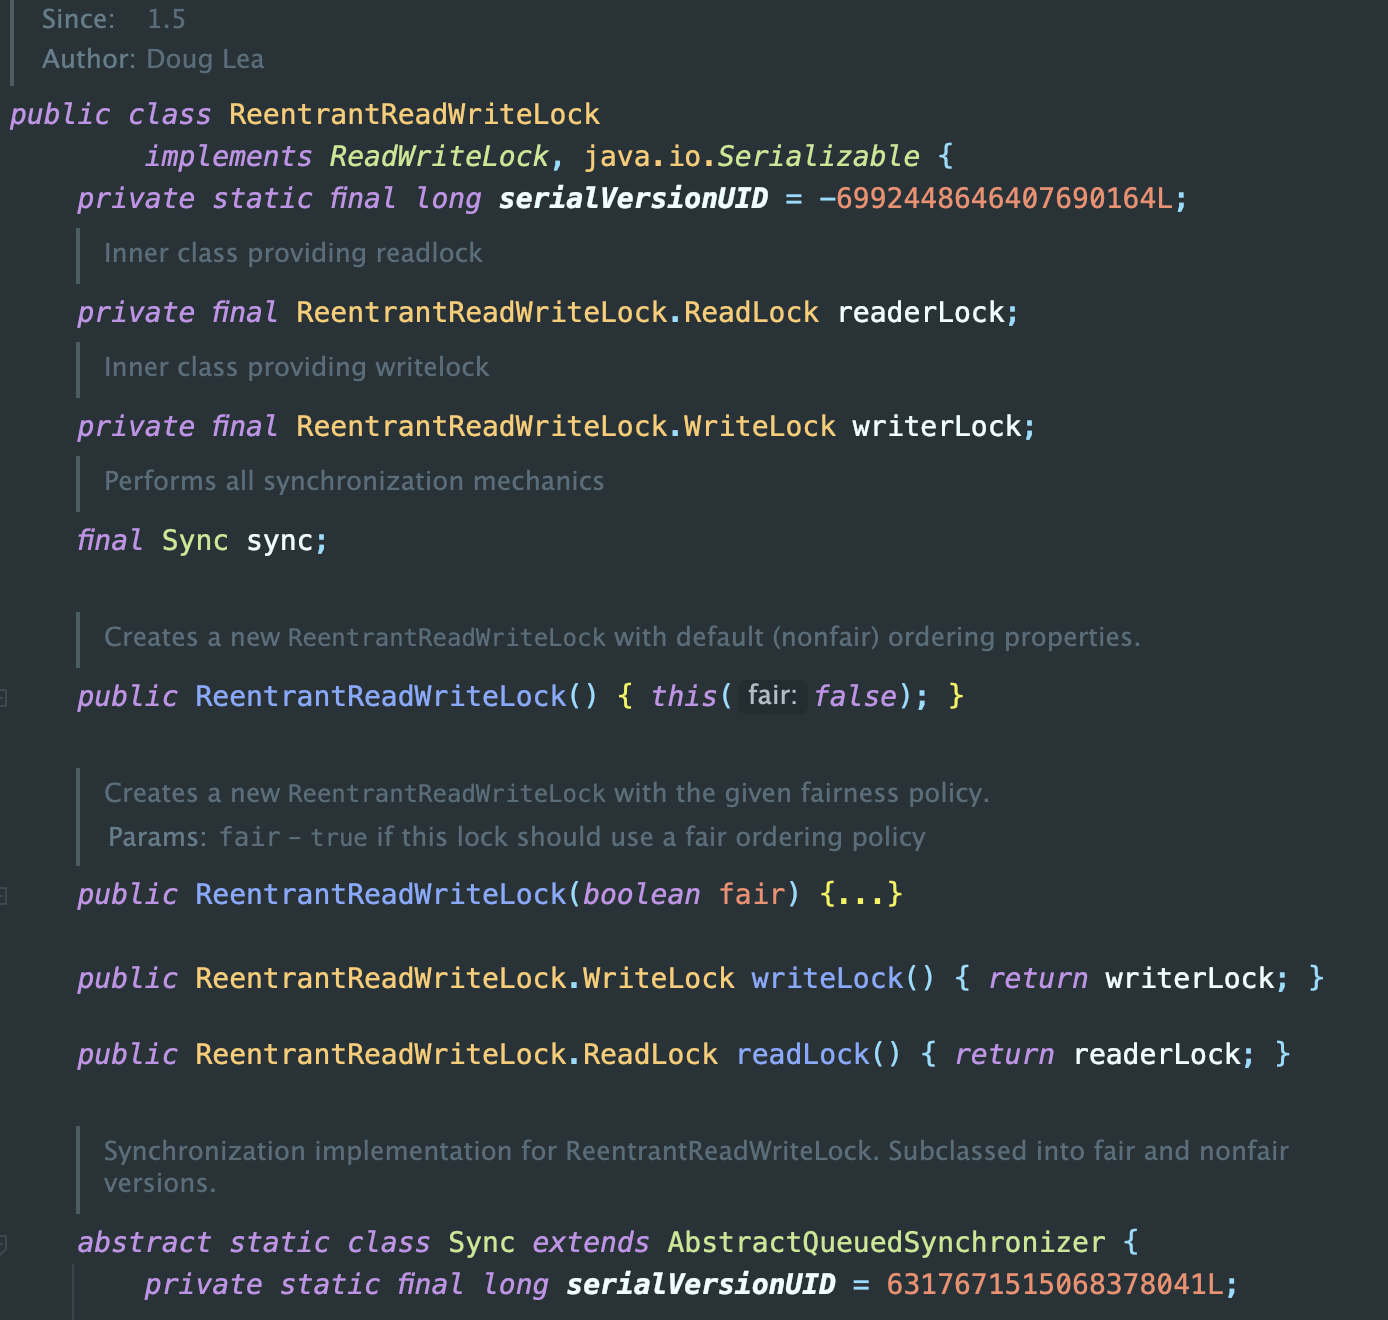 Since: 1.5
Author: Doug Lea
public class ReentrantReadWriteLock
implements ReadWriteLock, java.io.Serializable {
private static final long serialVersionUID = -6992448646407690164L;
Inner class providing readlock
private final ReentrantReadWriteLock.ReadLock readerLock;
Inner class providing writelock
private final ReentrantReadWriteLock.WriteLock writerLock;
Performs all synchronization mechanics
final Sync sync;
Creates a new ReentrantReadWriteLock with default (nonfair) ordering properties.
public ReentrantReadWriteLock() { this( fair: false); }
Creates a new ReentrantReadWriteLock with the given fairness policy.
Params: fair – true if this lock should use a fair ordering policy
public ReentrantReadWriteLock(boolean fair) {...}
public ReentrantReadWriteLock.WriteLock writeLock() { return writerLock; }
public ReentrantReadWriteLock.ReadLock readLock() { return readerLock; }
Synchronization implementation for ReentrantReadWriteLock. Subclassed into fair and nonfair
versions.
abstract static class Sync extends AbstractQueuedSynchronizer {
private static final long serialVersionUID = 6317671515068378041L;